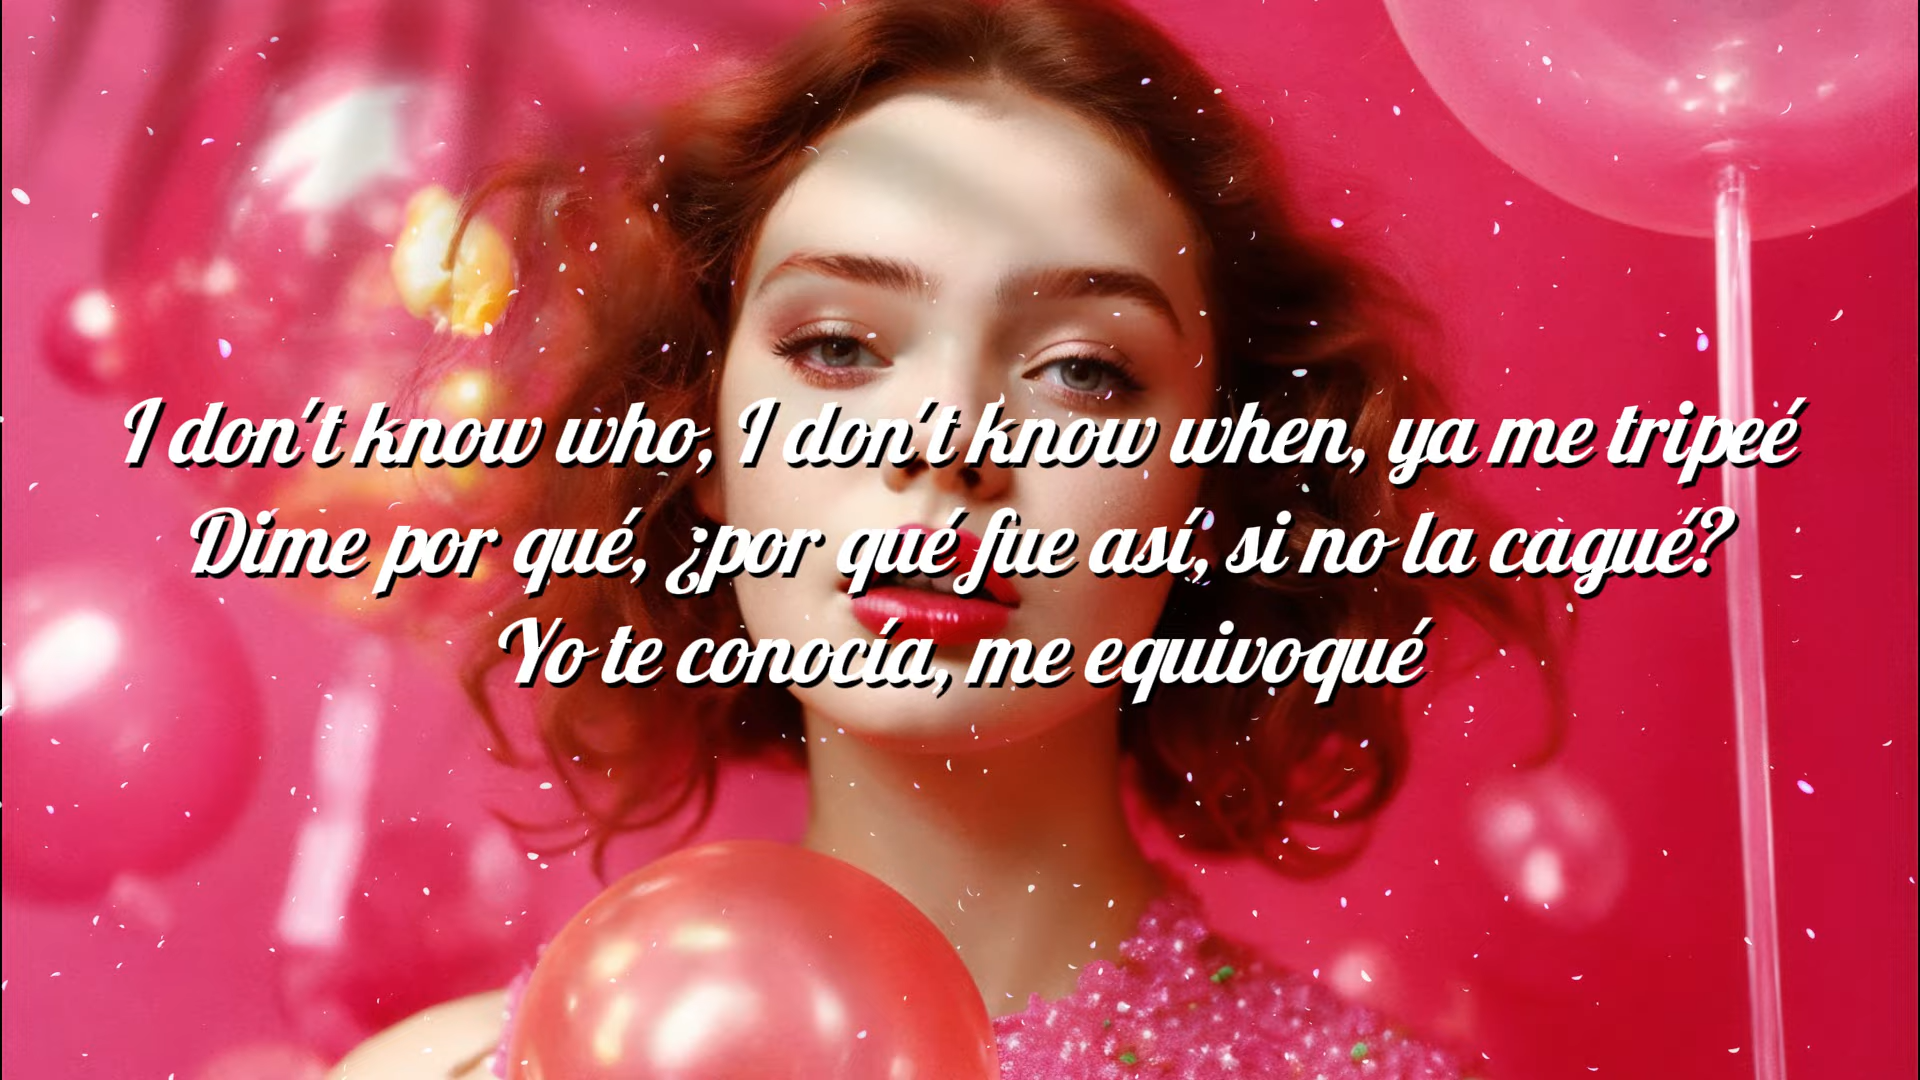 I don't know who, I don't know when, ya me tripeé
Dime por qué, ¿por qué fue así, si no la cagué?
Yo te conocía, me equivoqué